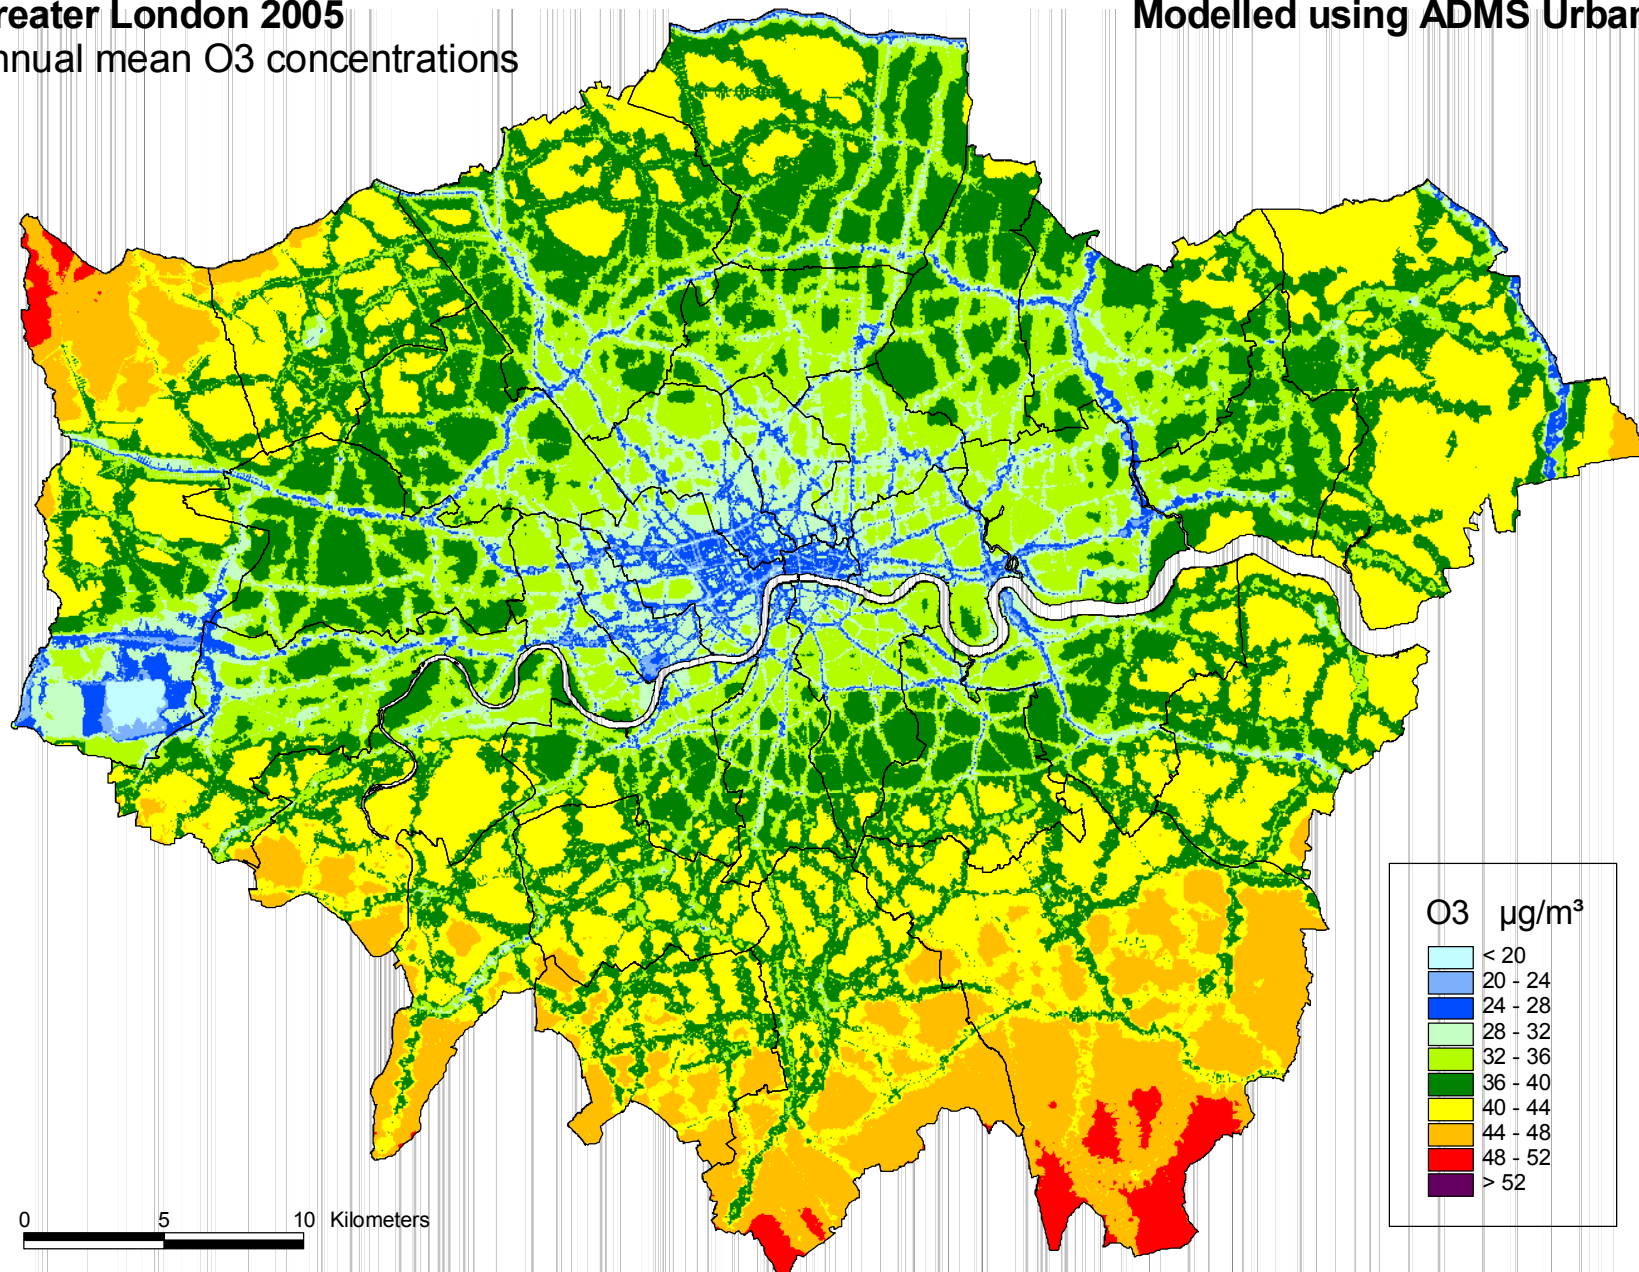 reater London 2005
Modelled using ADMS Urban
nnual mean O3 concentrations
O3 µg/m³
< 20
20 - 24
24 - 28
28 - 32
32 - 36
36 - 40
40 - 44
44 - 48
48 - 52
> 52
0 5 10 Kilometers